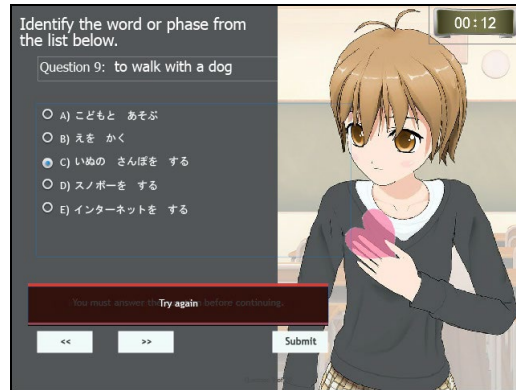 Identify the word or phase from
the list below.
00:12
Question 9: to walk with a dog
A) こどもと あそぶ
B) えを かく
C) いぬの さんぽを する
D) スノボーを する
E) インターネットを する
You must answer the before continuing.
Try again
<<
>>
Submit